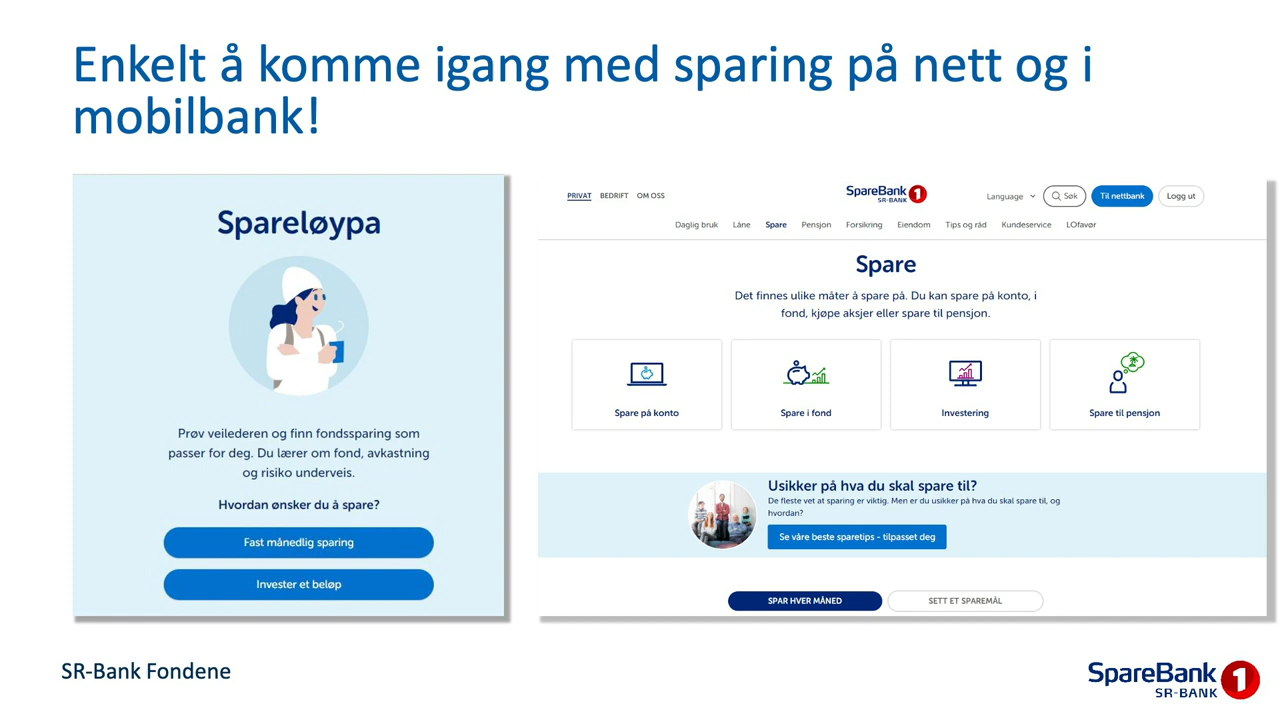 Enkelt å komme igang med sparing på nett og i
mobilbank!
Spareløypa
Prøv veilederen og finn fondssparing som
passer for deg. Du lærer om fond, avkastning
og risiko underveis.
Hvordan ønsker du å spare?
Fast månedlig sparing
Invester et beløp
PRIVAT BEDRIFT OM OSS
SpareBank 1
SR-BANK
Language Søk Til nettbank Logg ut
Daglig bruk Låne Spare Pensjon Forsikring Eiendom Tips og råd Kundeservice LOfavør
Spare
Det finnes ulike måter å spare på. Du kan spare på konto, i
fond, kjøpe aksjer eller spare til pensjon.
Spare på konto Spare i fond Investering Spare til pensjon
Usikker på hva du skal spare til?
De fleste vet at sparing er viktig. Men er du usikker på hva du skal spare til, og
hvordan?
Se våre beste sparetips - tilpasset deg
SPAR HVER MÅNED SETT ET SPAREMÅL
SR-Bank Fondene
SpareBank 1
SR-BANK